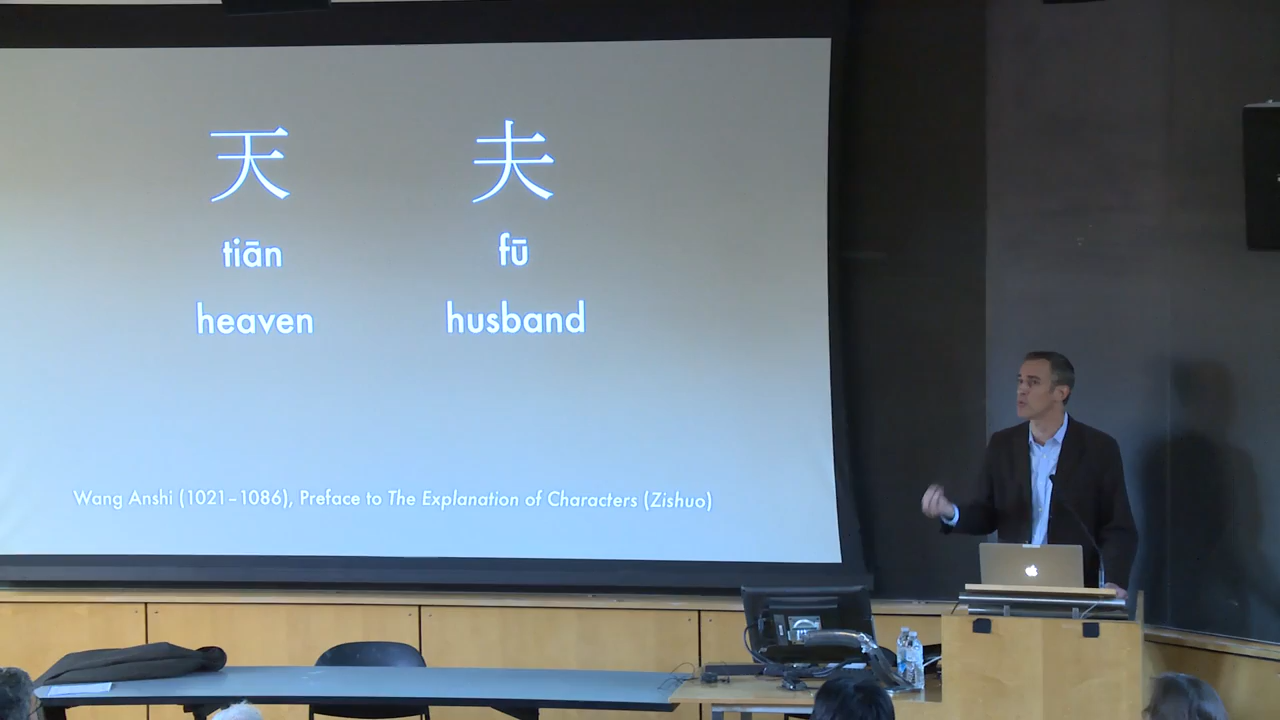 天 夫
tiān fū
heaven husband
Wang Anshi (1021–1086), Preface to The Explanation of Characters (Zishuo)